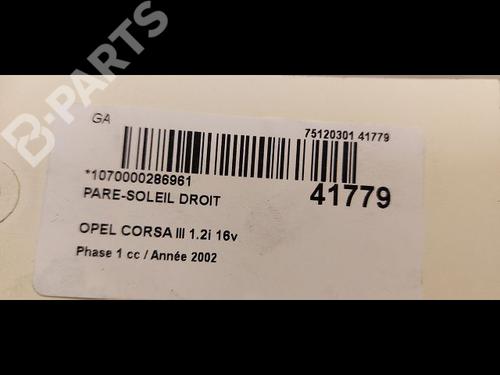 B-PARTS
GA
75120301 41779
*1070000286961
41779
PARE-SOLEIL DROIT
OPEL CORSA III 1.2i 16v
Phase 1 cc / Année 2002